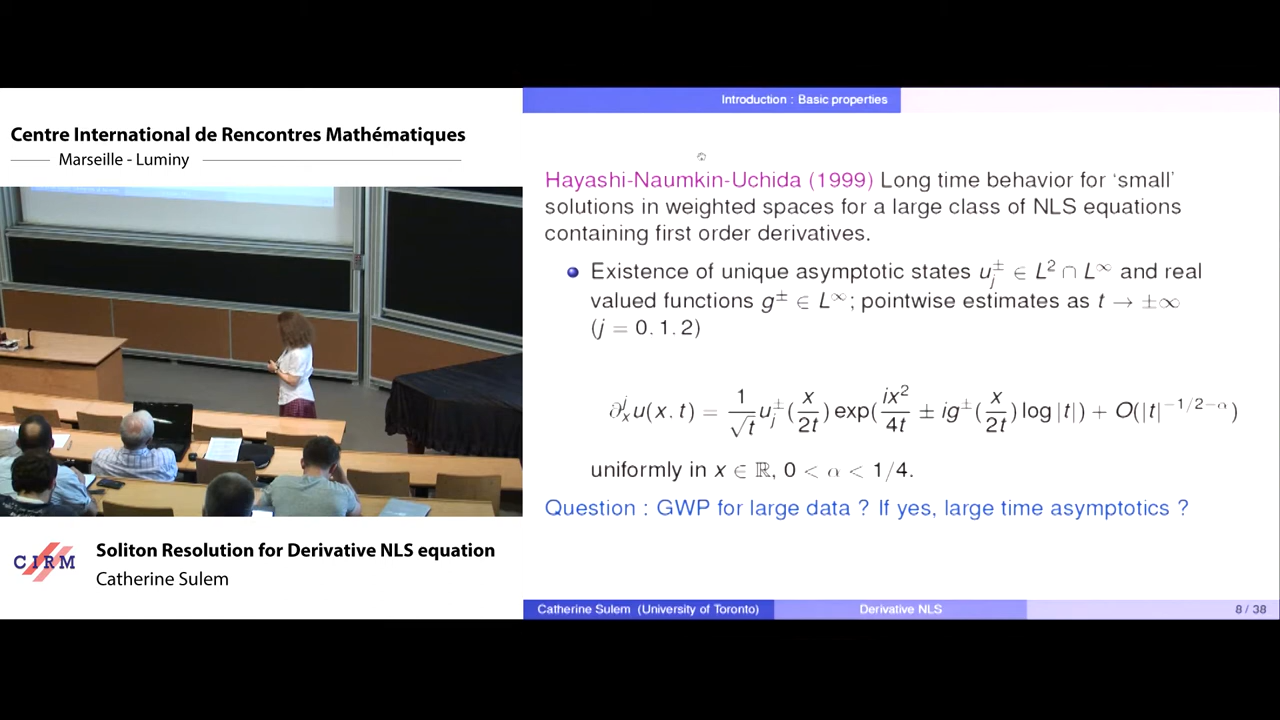 Centre International de Rencontres Mathématiques
Marseille - Luminy
Introduction : Basic properties
Hayashi-Naumkin-Uchida (1999) Long time behavior for ‘small’
solutions in weighted spaces for a large class of NLS equations
containing first order derivatives.
Existence of unique asymptotic states u_j^± ∈ L² ∩ L^∞ and real
valued functions g^± ∈ L^∞; pointwise estimates as t → ±∞
(j = 0. 1. 2)
∂_x^j u(x. t) = 1/√t u_j^±(x/2t) exp(ix²/4t ± ig^±(x/2t) log |t|) + O(|t|^{-1/2-α})
uniformly in x ∈ ℝ, 0 < α < 1/4.
Question : GWP for large data ? If yes, large time asymptotics ?
CIRM
Soliton Resolution for Derivative NLS equation
Catherine Sulem
Catherine Sulem (University of Toronto)
Derivative NLS
8 / 38